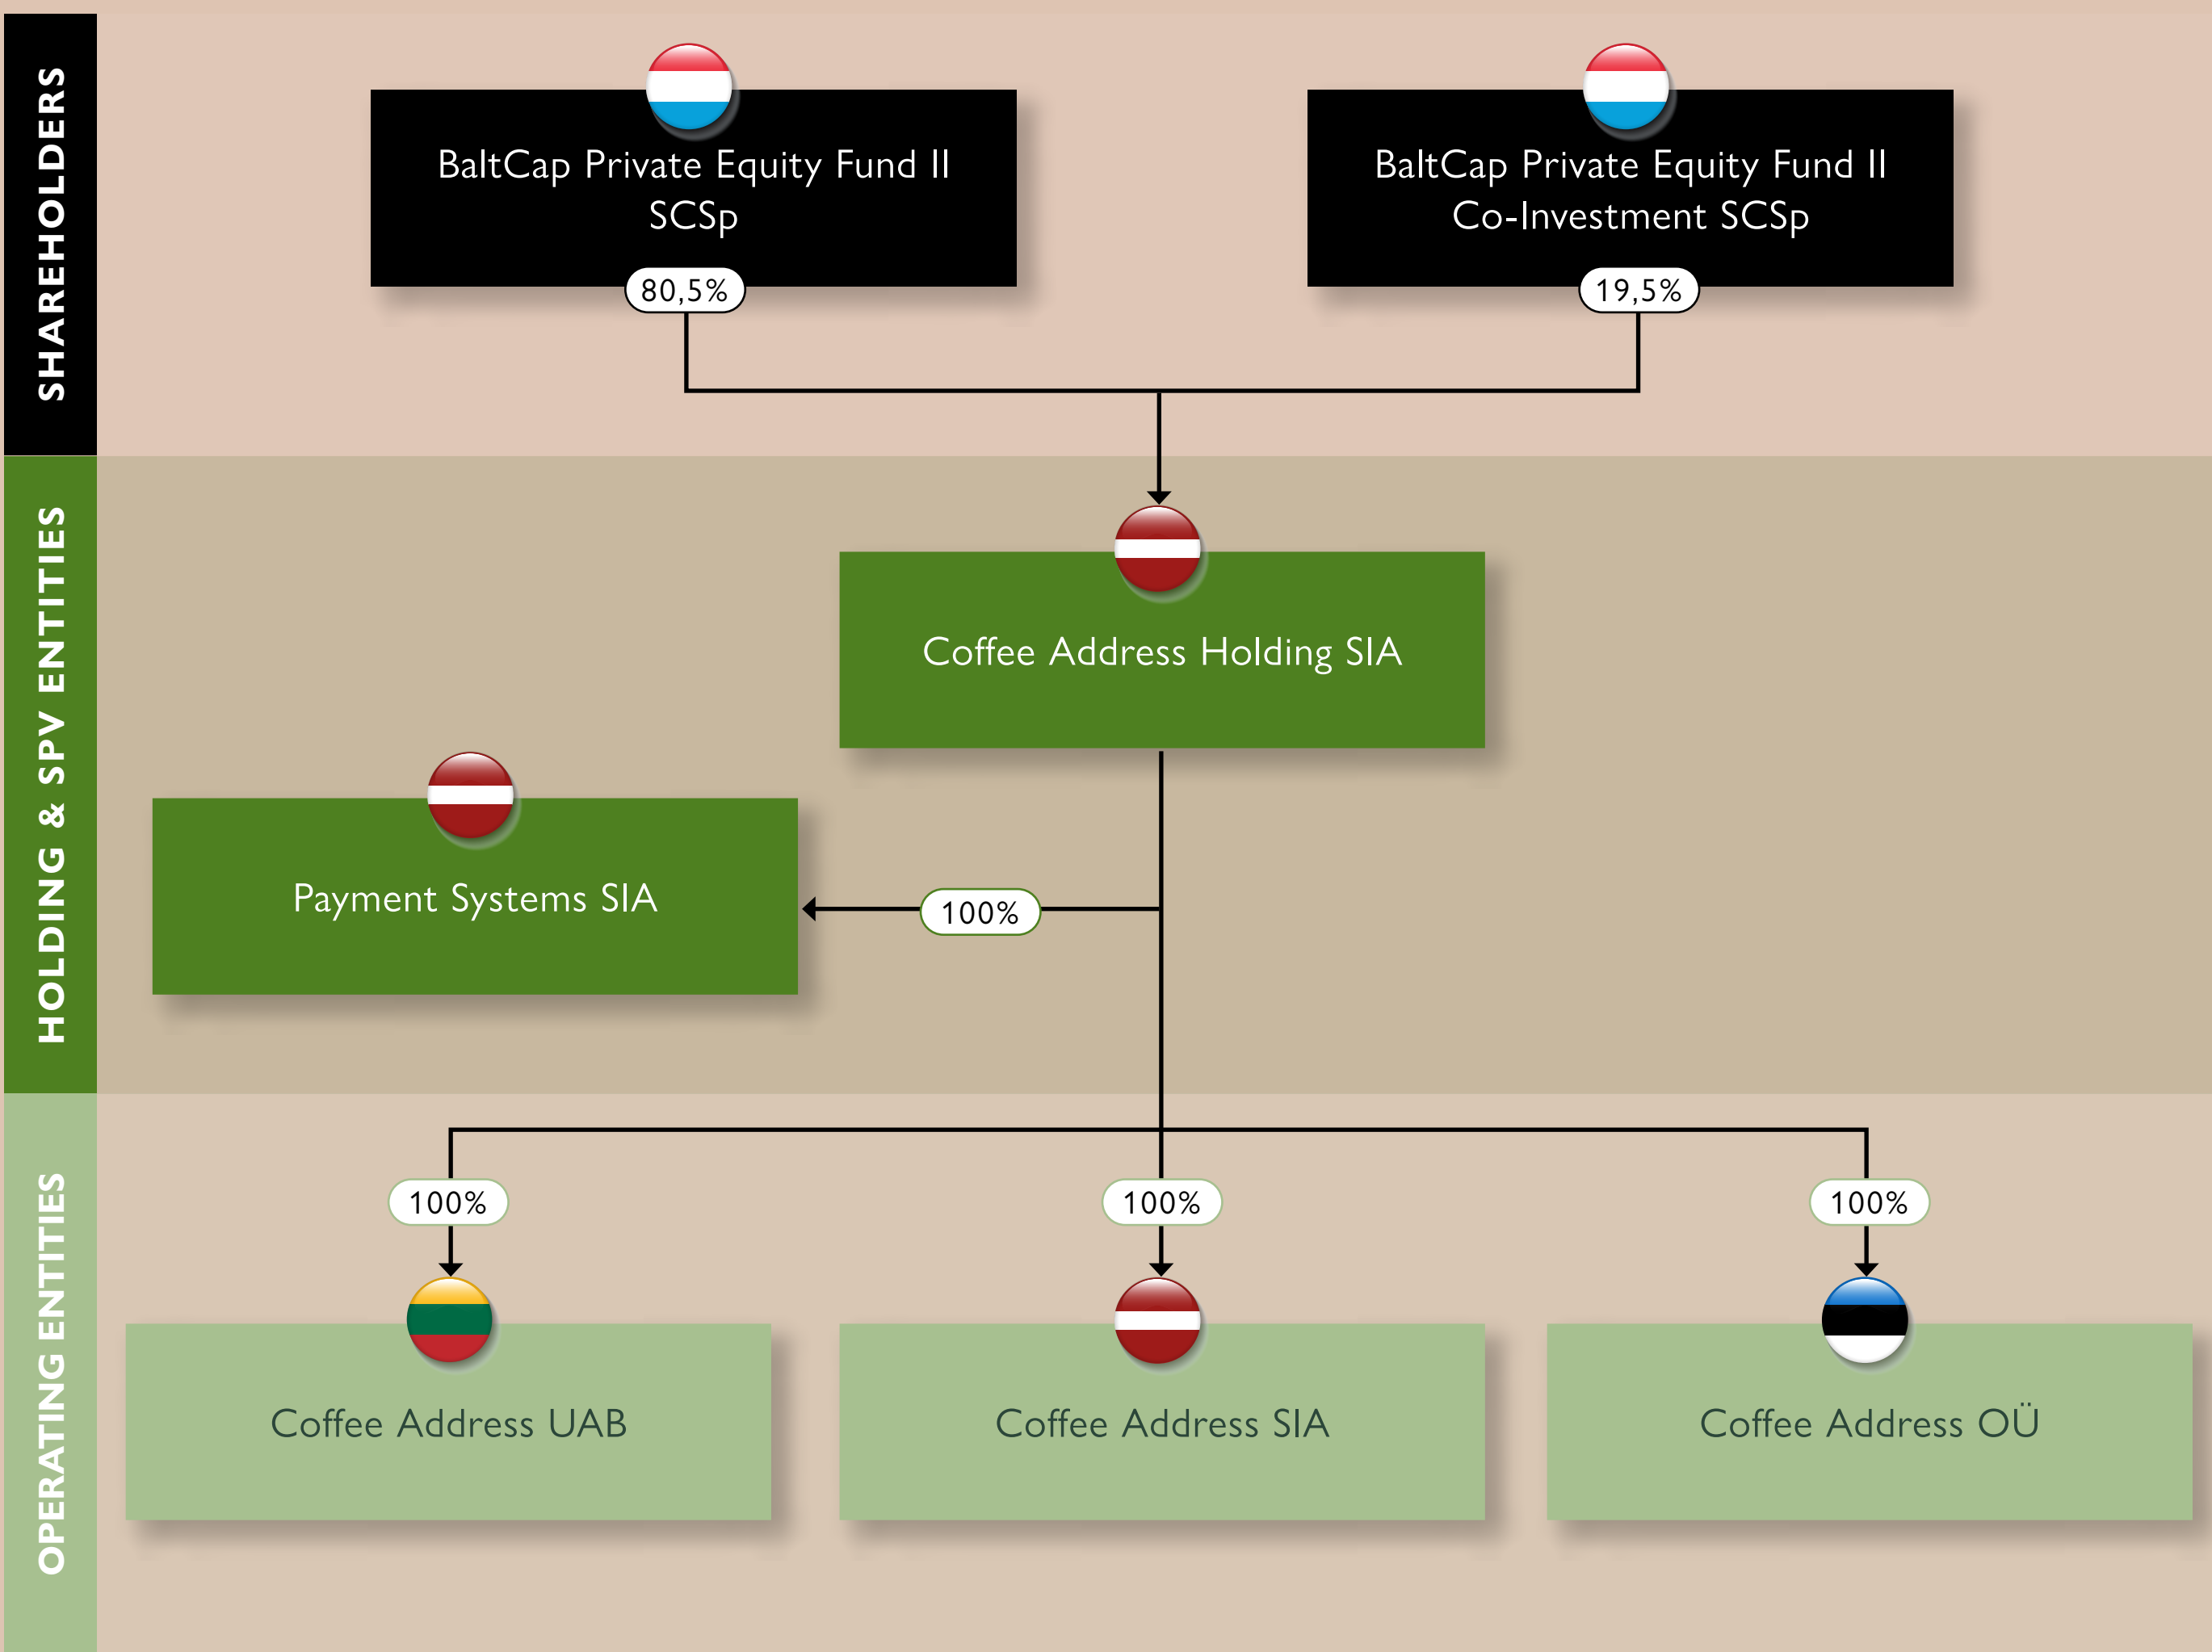 SHAREHOLDERS
BaltCap Private Equity Fund II
SCSp
80,5%
BaltCap Private Equity Fund II
Co-Investment SCSp
19,5%
HOLDING & SPV ENTITIES
Coffee Address Holding SIA
Payment Systems SIA
100%
OPERATING ENTITIES
100%
100%
100%
Coffee Address UAB
Coffee Address SIA
Coffee Address OÜ